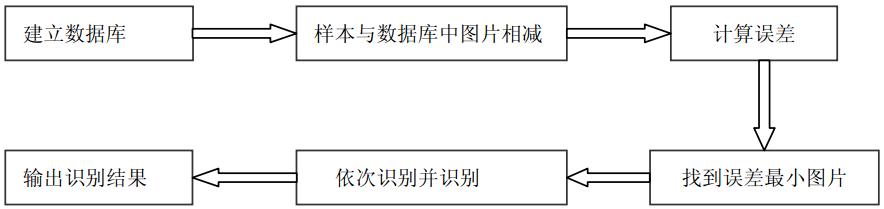 建立数据库
样本与数据库中图片相减
计算误差
找到误差最小图片
依次识别并识别
输出识别结果